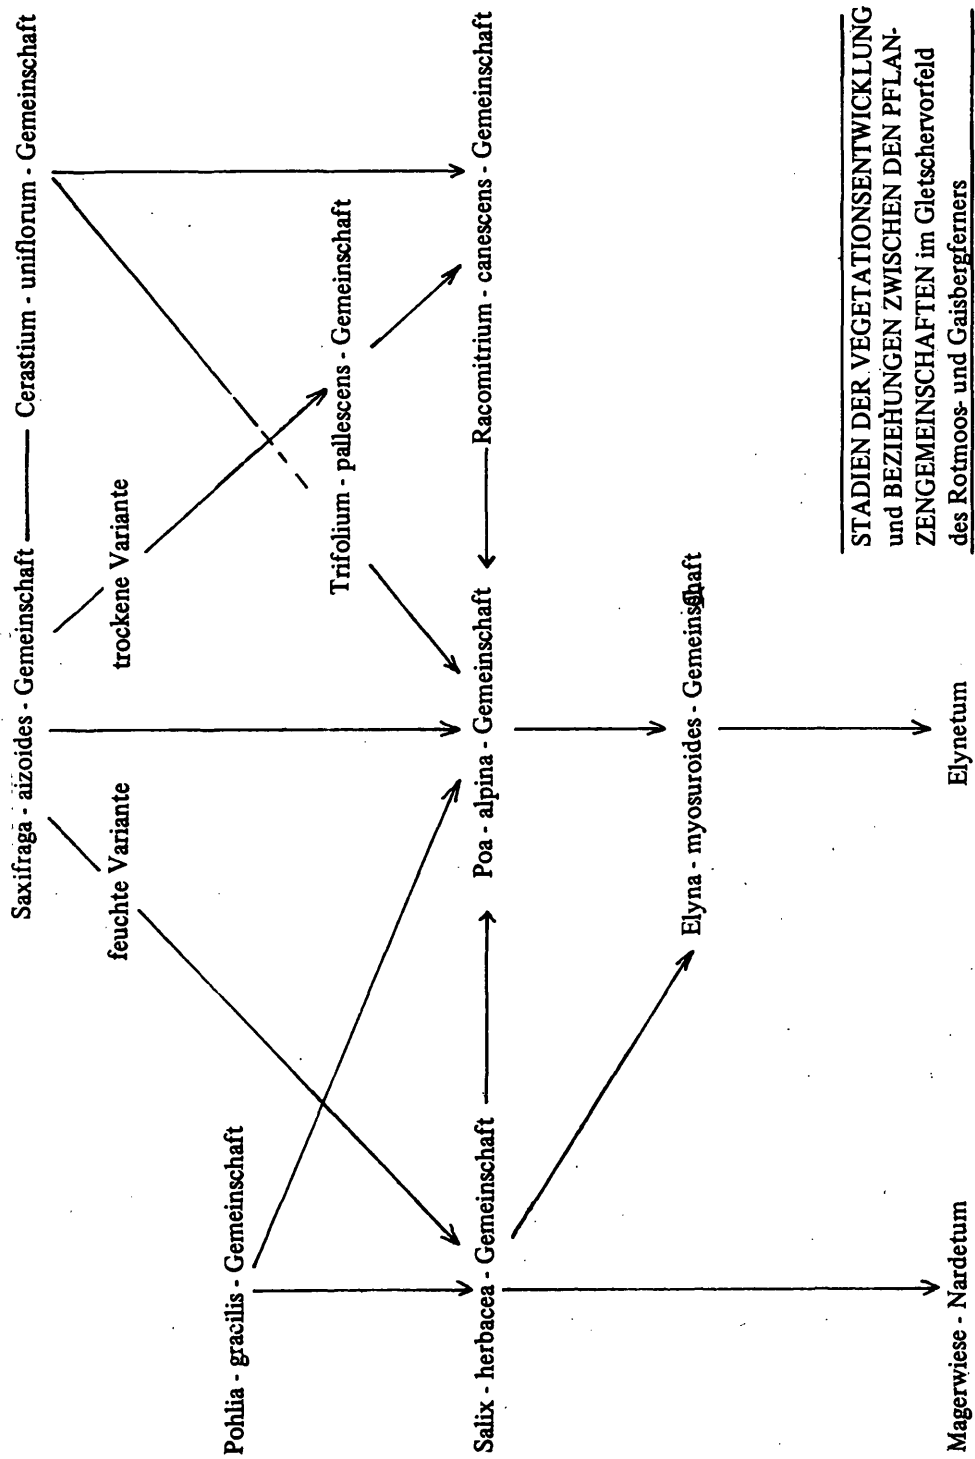 Saxifraga - aizoides - Gemeinschaft
Cerastium - uniflorum - Gemeinschaft
feuchte Variante
trockene Variante
Pohlia - gracilis - Gemeinschaft
Trifolium - pallescens - Gemeinschaft
Salix - herbacea - Gemeinschaft
Poa - alpina - Gemeinschaft
Racomitrium - canescens - Gemeinschaft
Elyna - myosuroides - Gemeinschaft
Magerwiese - Nardetum
Elynetum
STADIEN DER VEGETATIONSENTWICKLUNG
und BEZIEHUNGEN ZWISCHEN DEN PFLAN-
ZENGEMEINSCHAFTEN im Gletschervorfeld
des Rotmoos- und Gaisbergferners